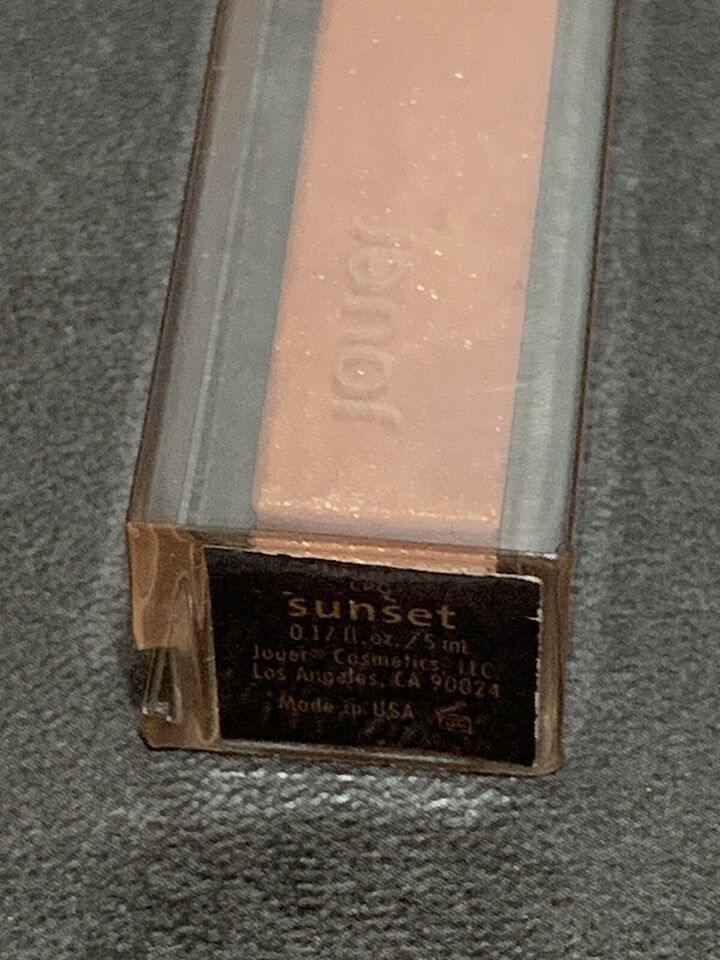 Jouer
sunset
0.17 fl. oz. / 5 mL
Jouer® Cosmetics, LLC
Los Angeles, CA 90024
Made in USA